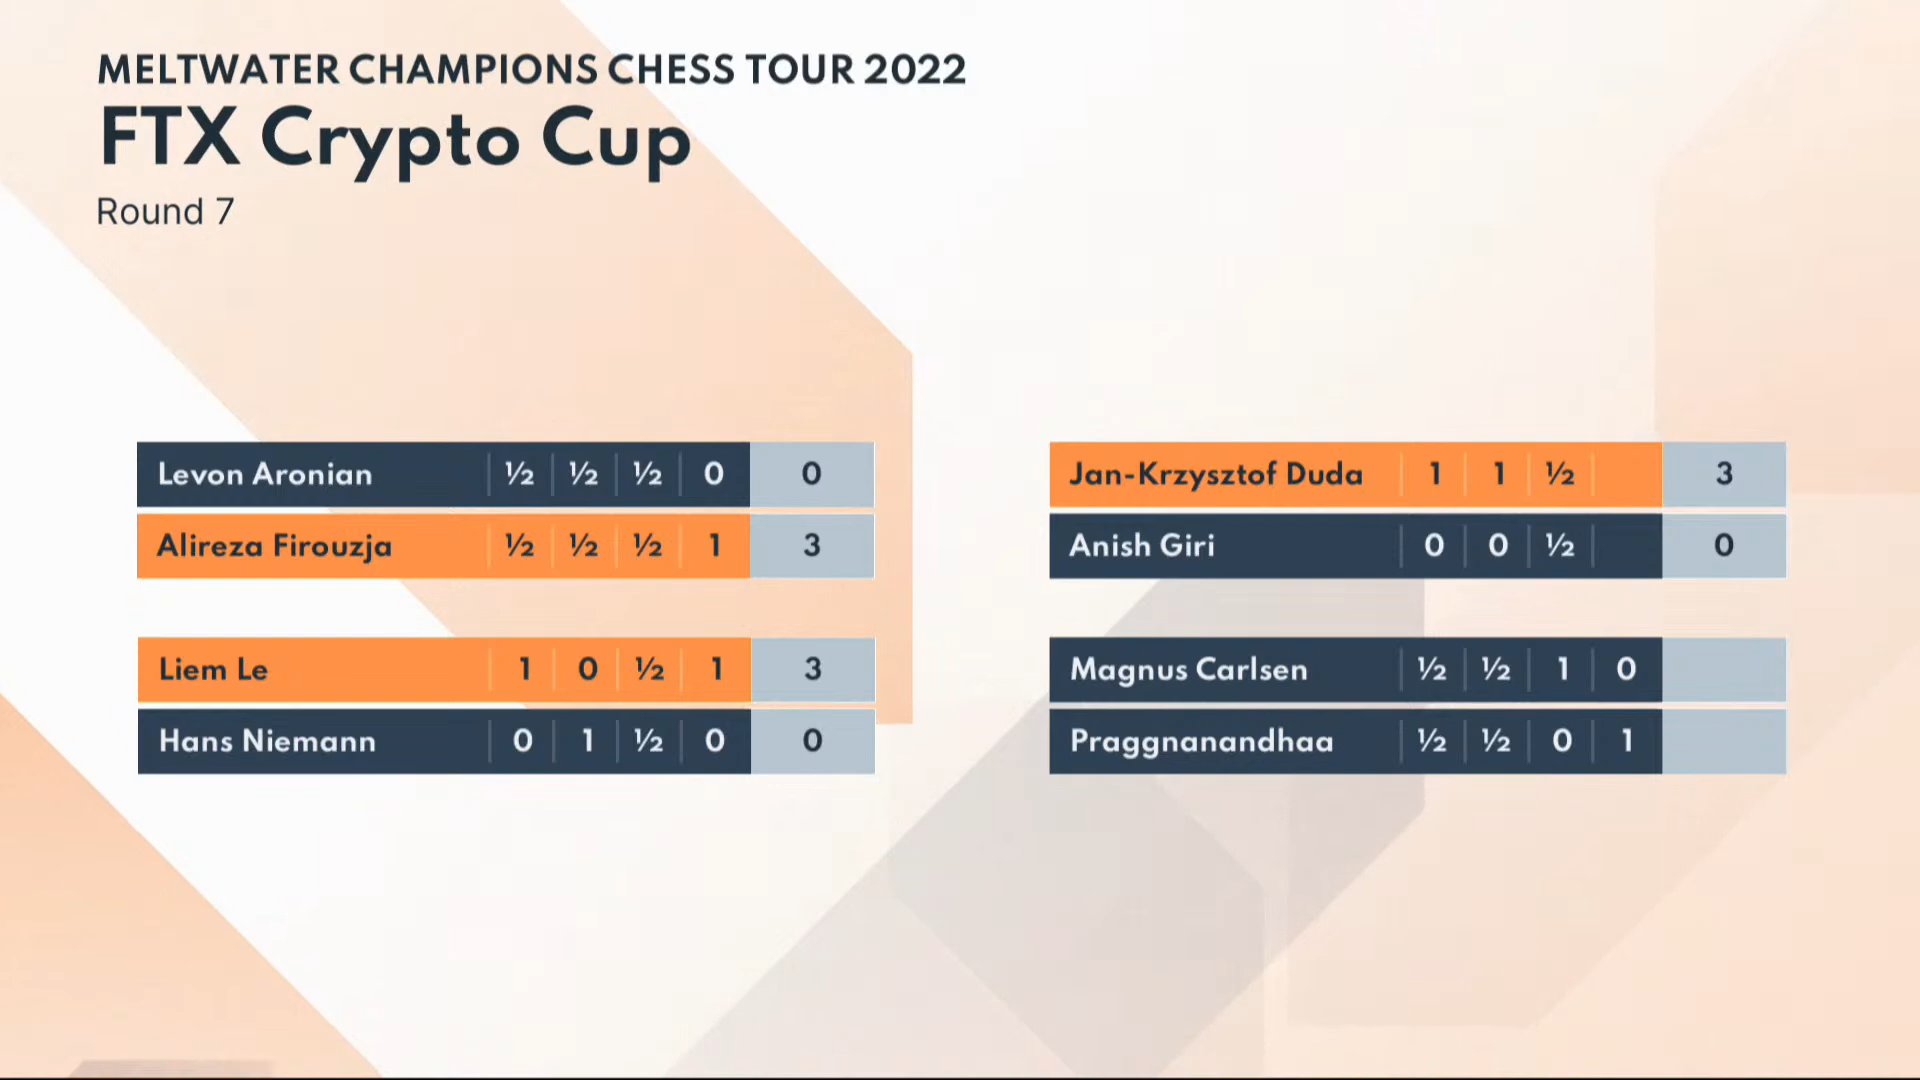 MELTWATER CHAMPIONS CHESS TOUR 2022
FTX Crypto Cup
Round 7
Levon Aronian ½ ½ ½ 0 0
Alireza Firouzja ½ ½ ½ 1 3
Liem Le 1 0 ½ 1 3
Hans Niemann 0 1 ½ 0 0
Jan-Krzysztof Duda 1 1 ½ 3
Anish Giri 0 0 ½ 0
Magnus Carlsen ½ ½ 1 0
Praggnanandhaa ½ ½ 0 1